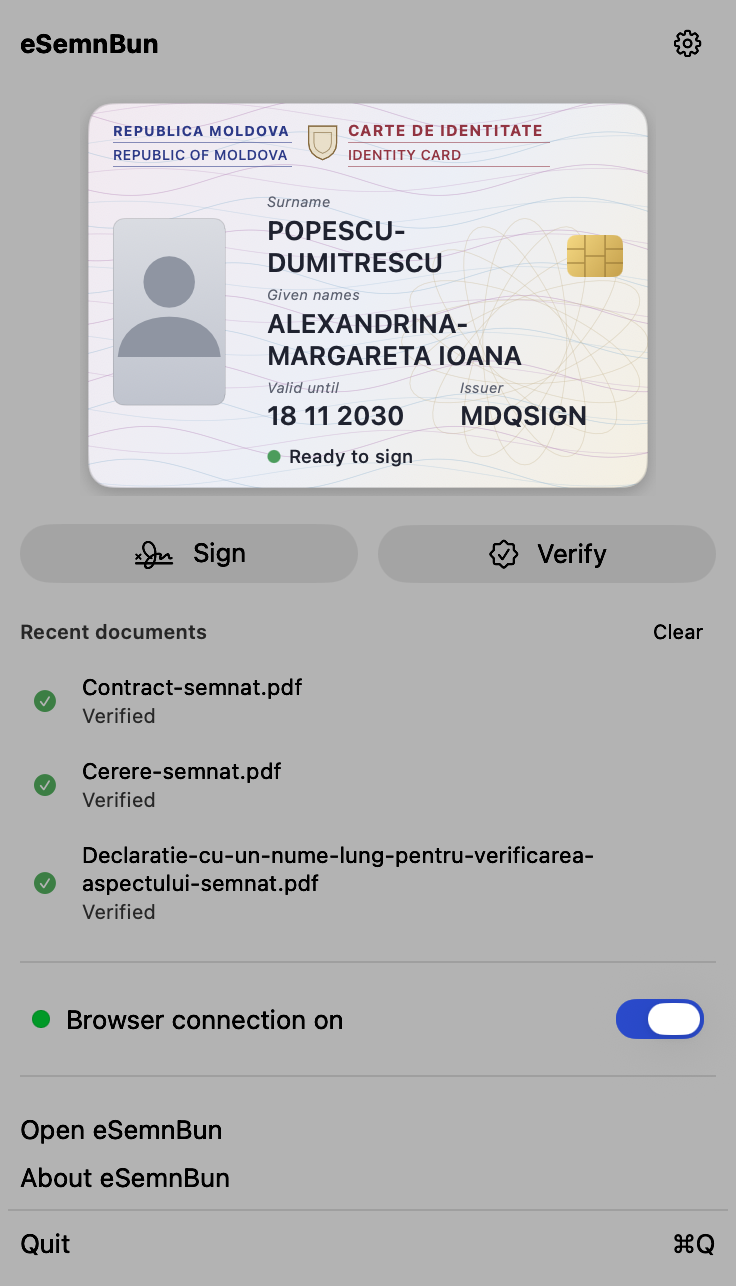 eSemnBun
REPUBLICA MOLDOVA
REPUBLIC OF MOLDOVA
CARTE DE IDENTITATE
IDENTITY CARD
Surname
POPESCU-
DUMITRESCU
Given names
ALEXANDRINA-
MARGARETA IOANA
Valid until
18 11 2030
Issuer
MDQSIGN
Ready to sign
Sign
Verify
Recent documents
Clear
Contract-semnat.pdf
Verified
Cerere-semnat.pdf
Verified
Declaratie-cu-un-nume-lung-pentru-verificarea-
aspectului-semnat.pdf
Verified
Browser connection on
Open eSemnBun
About eSemnBun
Quit
⌘Q